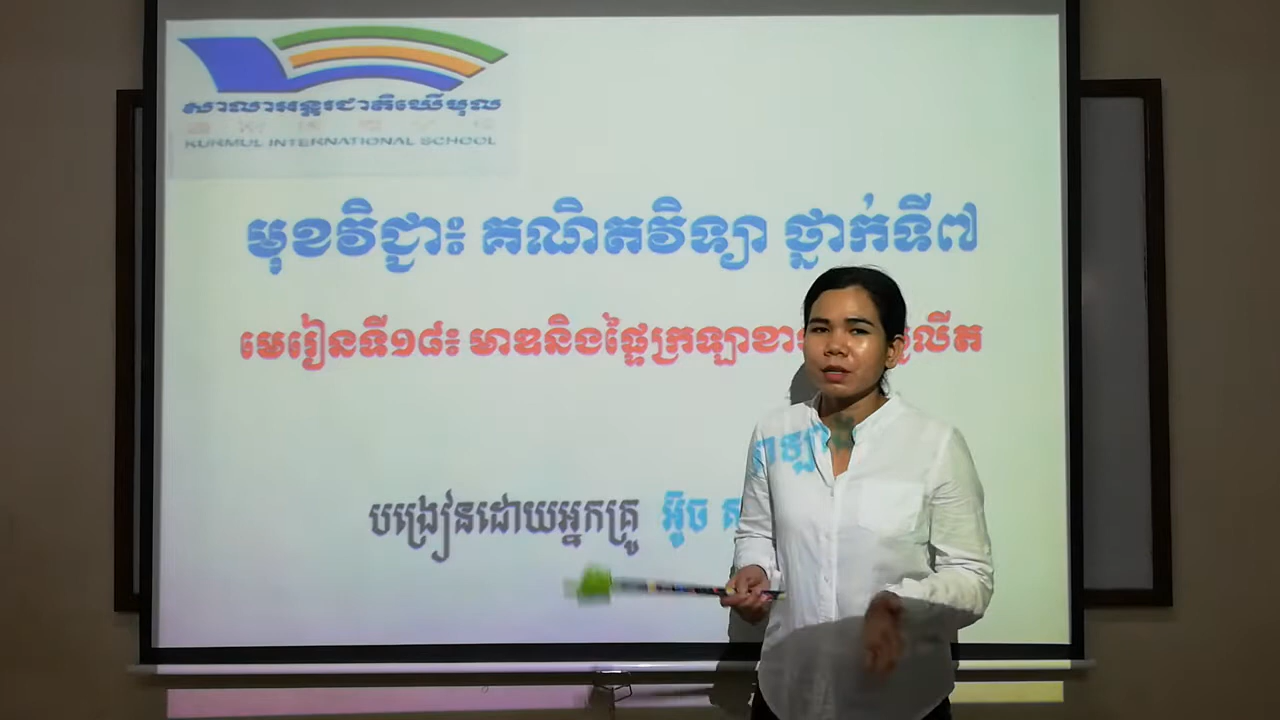 សាលាអន្តរជាតិឃើមុល
KURMUL INTERNATIONAL SCHOOL
មុខវិជ្ជា៖ គណិតវិទ្យា ថ្នាក់ទី៧
មេរៀនទី១៨៖ មាឌនិងផ្ទៃក្រឡាខាង
បង្រៀនដោយអ្នកគ្រូ អ៊ូច